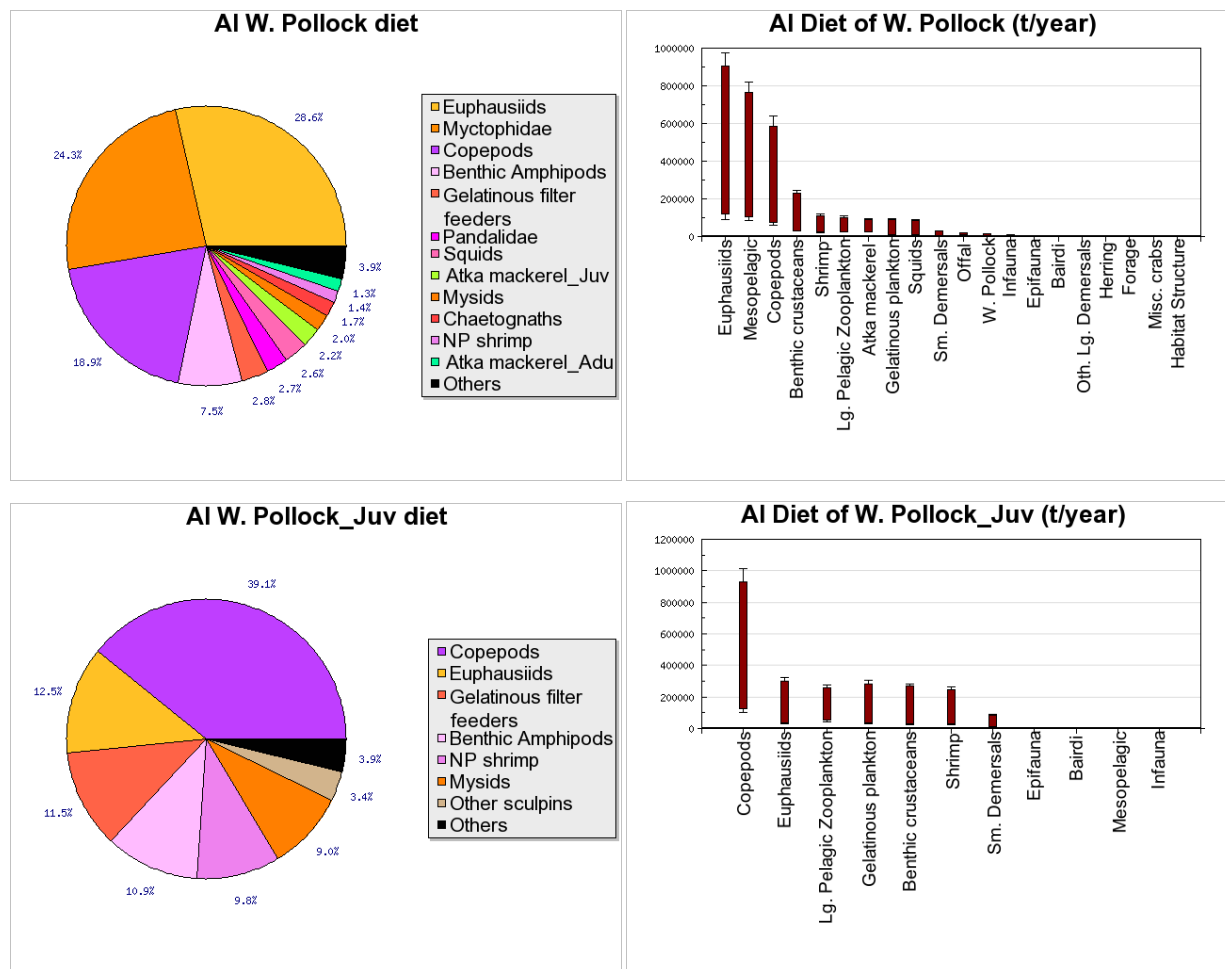 AI W. Pollock diet
28.6%
24.3%
18.9%
7.5%
2.8%
2.7%
2.6%
2.2%
2.0%
1.7%
1.4%
1.3%
3.9%
Euphausiids
Myctophidae
Copepods
Benthic Amphipods
Gelatinous filter
feeders
Pandalidae
Squids
Atka mackerel_Juv
Mysids
Chaetognaths
NP shrimp
Atka mackerel_Adu
Others
AI Diet of W. Pollock (t/year)
1000000
800000
600000
400000
200000
0
Euphausiids
Mesopelagic
Copepods
Benthic crustaceans
Shrimp
Lg. Pelagic Zooplankton
Atka mackerel
Gelatinous plankton
Squids
Sm. Demersals
Offal
W. Pollock
Infauna
Epifauna
Bairdi
Oth. Lg. Demersals
Herring
Forage
Misc. crabs
Habitat Structure
AI W. Pollock_Juv diet
39.1%
12.5%
11.5%
10.9%
9.8%
9.0%
3.4%
3.9%
Copepods
Euphausiids
Gelatinous filter
feeders
Benthic Amphipods
NP shrimp
Mysids
Other sculpins
Others
AI Diet of W. Pollock_Juv (t/year)
1200000
1000000
800000
600000
400000
200000
0
Copepods
Euphausiids
Lg. Pelagic Zooplankton
Gelatinous plankton
Benthic crustaceans
Shrimp
Sm. Demersals
Epifauna
Bairdi
Mesopelagic
Infauna